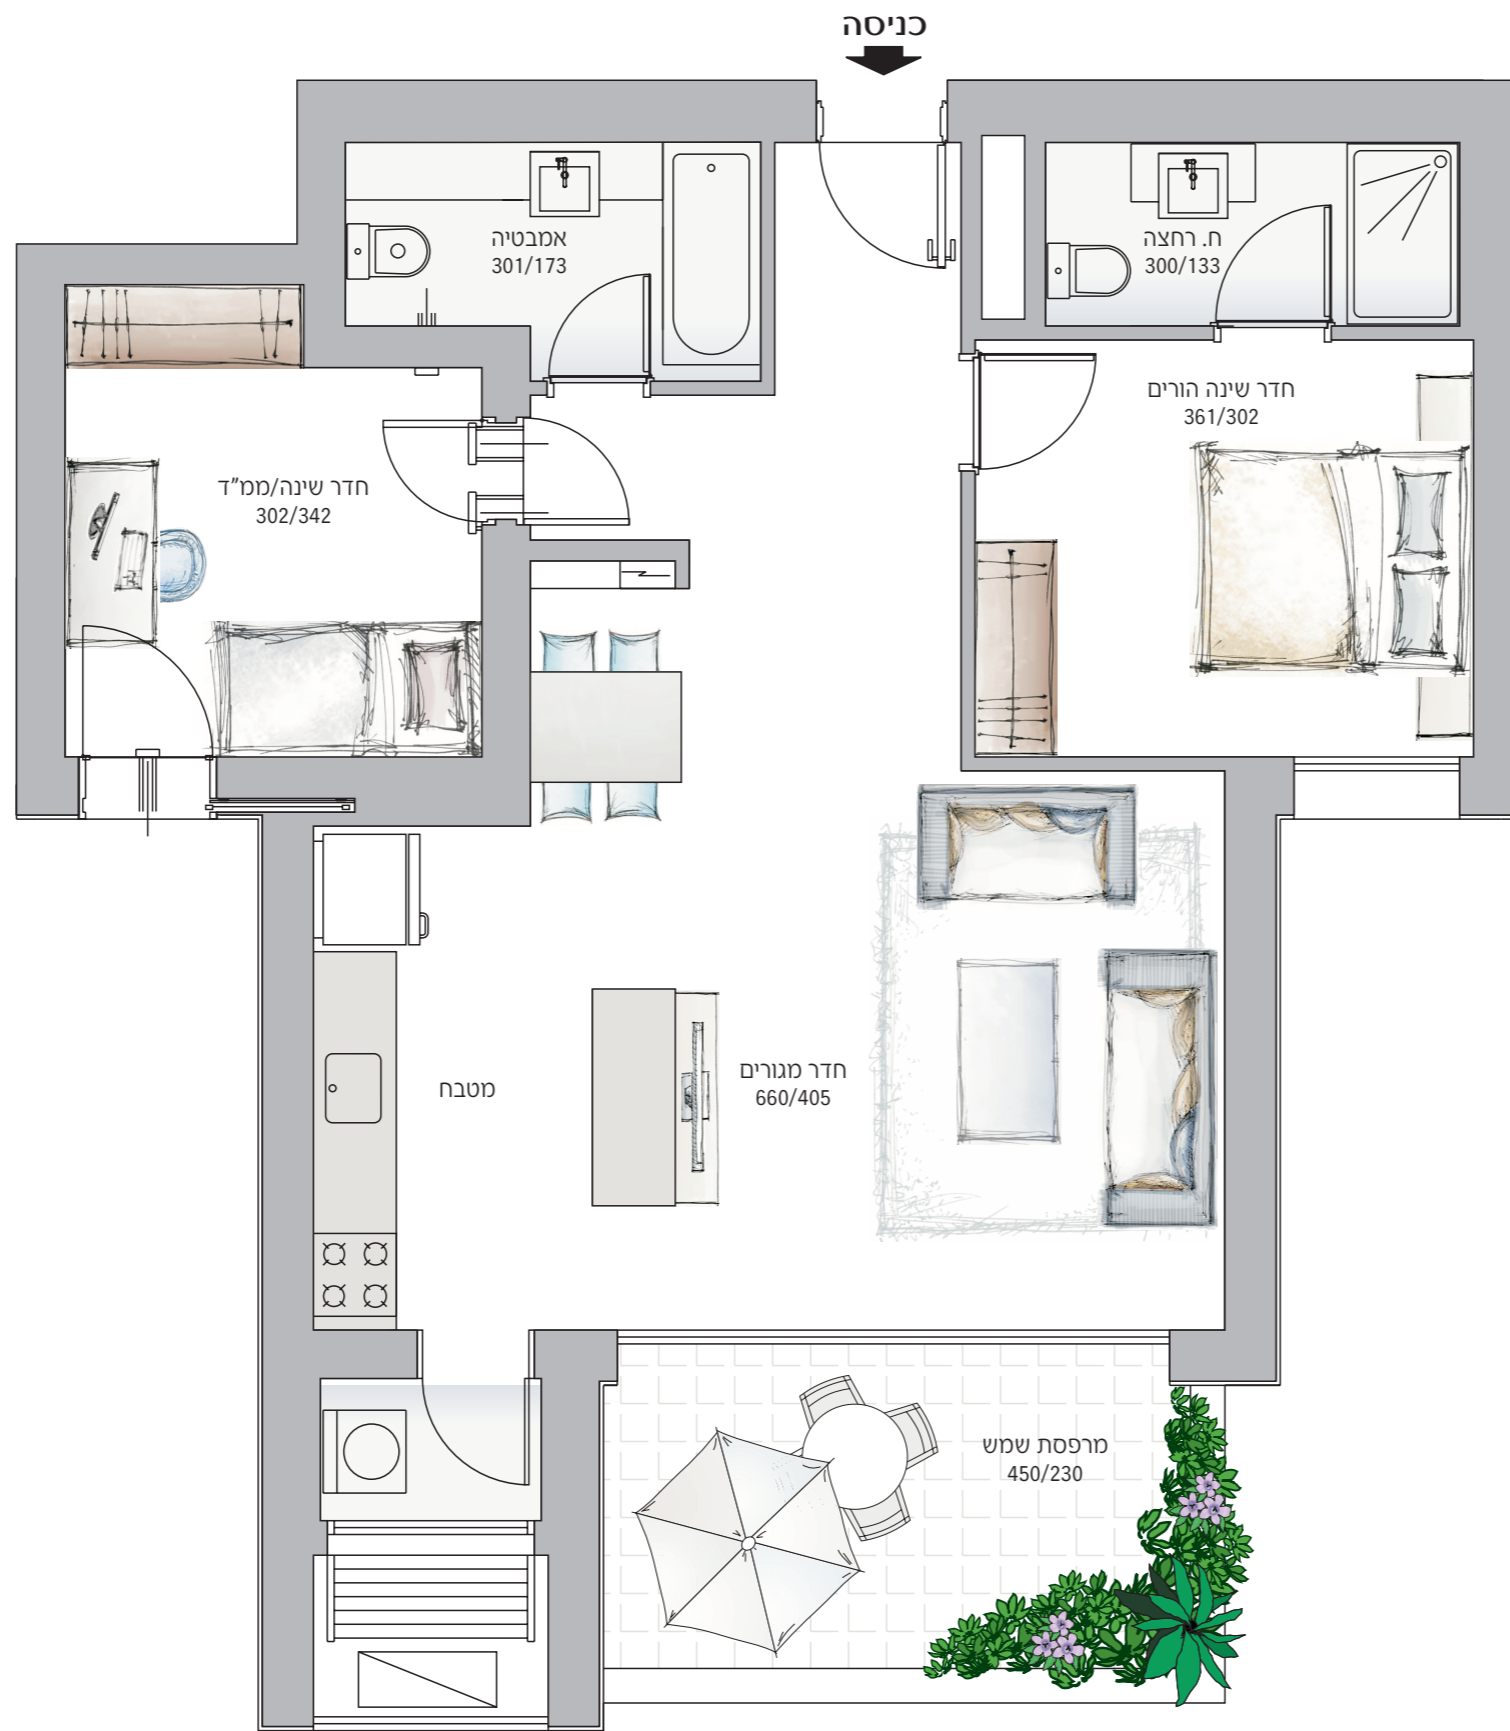 כניסה
אמבטיה
301/173
ח. רחצה
300/133
חדר שינה הורים
361/302
חדר שינה/ממ"ד
302/342
חדר מגורים
660/405
מטבח
מרפסת שמש
450/230